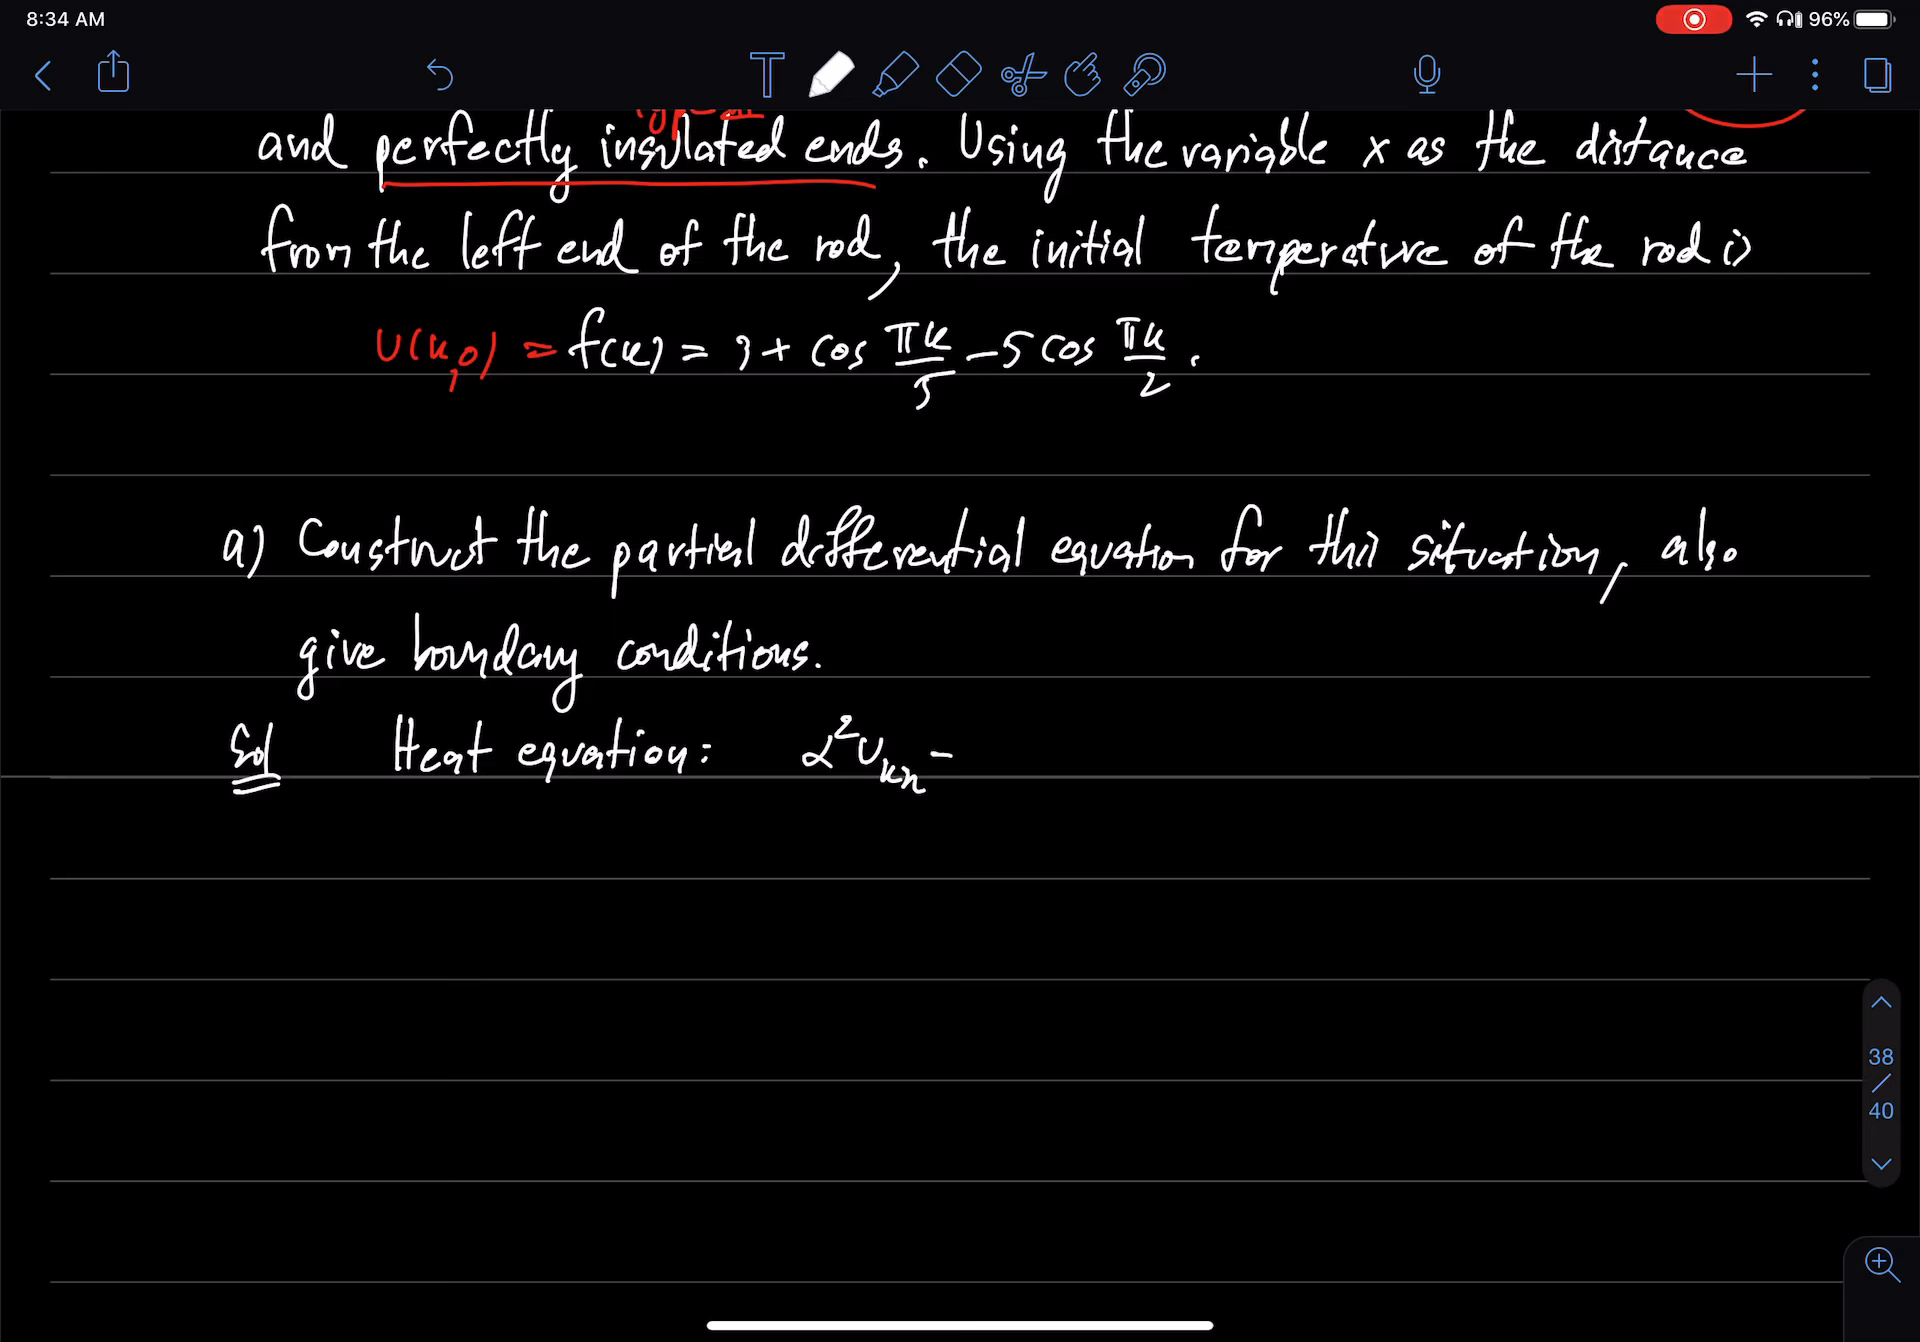 8:34 AM
96%
and perfectly insulated ends. Using the variable x as the distance
from the left end of the rod, the initial temperature of the rod is
U(x,0) = f(x) = 3 + cos πx/5 - 5 cos πx/2.
a) Construct the partial differential equation for this situation, also
give boundary conditions.
Sol Heat equation: α²Uxx -
38
/
40